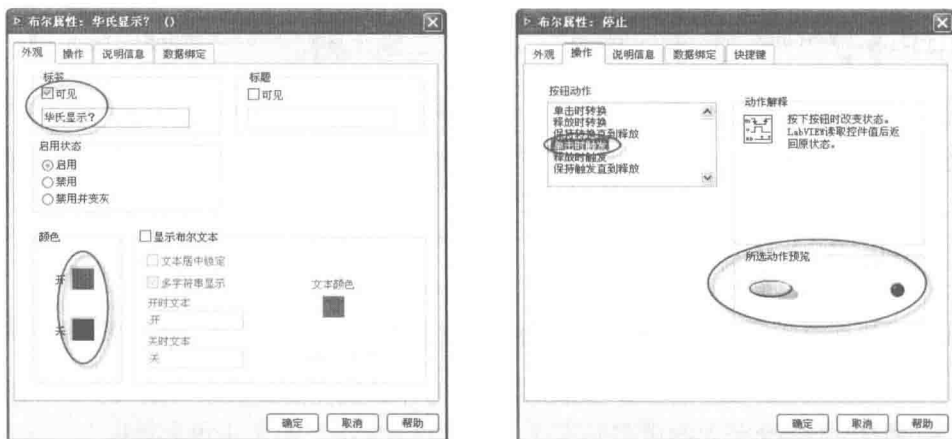 布尔属性: 华氏显示? ()
外观 操作 说明信息 数据绑定
标签
可见
华氏显示?
标题
可见
启用状态
启用
禁用
禁用并变灰
颜色
开
关
显示布尔文本
文本居中锁定
多字符串显示
开时文本
开
关时文本
关
文本颜色
确定 取消 帮助
布尔属性: 停止
外观 操作 说明信息 数据绑定 快捷键
按钮动作
单击时转换
释放时转换
保持转换直到释放
单击时触发
释放时触发
保持触发直到释放
动作解释
按下按钮时改变状态。
LabVIEW读取控件值后返
回原状态。
所选动作预览
确定 取消 帮助